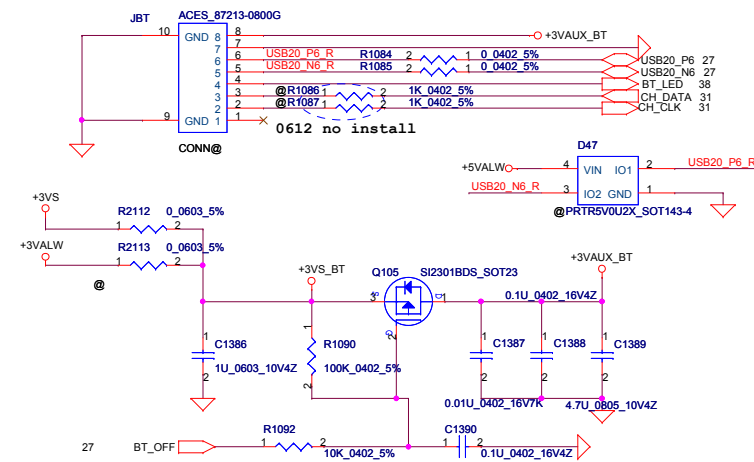 JBT ACES_87213-0800G
10 GND 8 8 +3VAUX_BT
7 7
6 6 USB20_P6_R R1084 2 1 0_0402_5% USB20_P6 27
5 5 USB20_N6_R R1085 2 1 0_0402_5% USB20_N6 27
4 4 BT_LED 38
3 3 @R1086 1 2 1K_0402_5% CH_DATA 31
2 2 @R1087 1 2 1K_0402_5% CH_CLK 31
9 GND 1 1
0612 no install
CONN@
D47
+5VALW 4 VIN IO1 2 USB20_P6_R
USB20_N6_R 3 IO2 GND 1
@PRTR5V0U2X_SOT143-4
+3VS
R2112 0_0603_5%
1 2
+3VALW
R2113 0_0603_5%
1 2
@
+3VS_BT
Q105 SI2301BDS_SOT23
+3VAUX_BT
3 S D 1
0.1U_0402_16V4Z
G
2
1 C1386 2
1U_0603_10V4Z
1 R1090 2
100K_0402_5%
1 C1387 2
0.01U_0402_16V7K
1 C1388 2
1 C1389 2
4.7U_0805_10V4Z
27 BT_OFF
R1092
1 2
10K_0402_5%
C1390
1 2
0.1U_0402_16V4Z